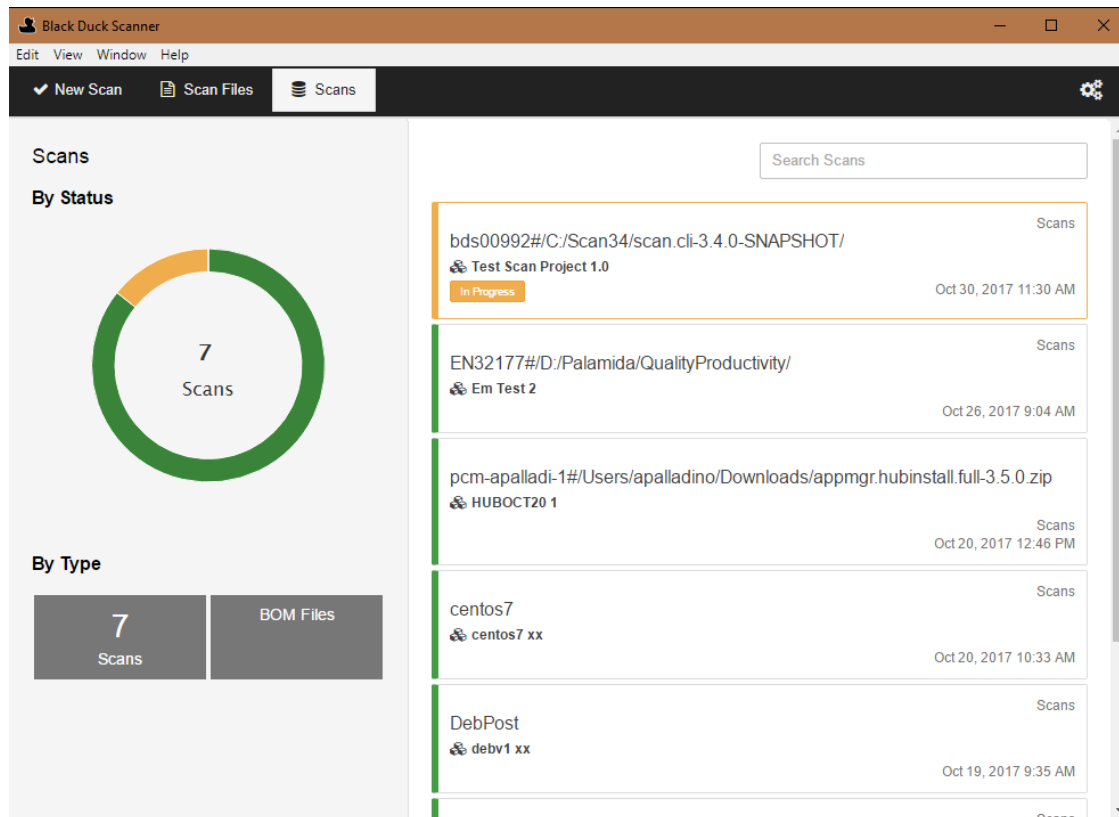 Black Duck Scanner
Edit View Window Help
New Scan Scan Files Scans
Scans
By Status
7
Scans
By Type
7
Scans
BOM Files
Search Scans
Scans
bds00992#/C:/Scan34/scan.cli-3.4.0-SNAPSHOT/
Test Scan Project 1.0
In Progress
Oct 30, 2017 11:30 AM
Scans
EN32177#/D:/Palamida/QualityProductivity/
Em Test 2
Oct 26, 2017 9:04 AM
pcm-apalladi-1#/Users/apalladino/Downloads/appmgr.hubinstall.full-3.5.0.zip
HUBOCT20 1
Scans
Oct 20, 2017 12:46 PM
Scans
centos7
centos7 xx
Oct 20, 2017 10:33 AM
Scans
DebPost
debv1 xx
Oct 19, 2017 9:35 AM